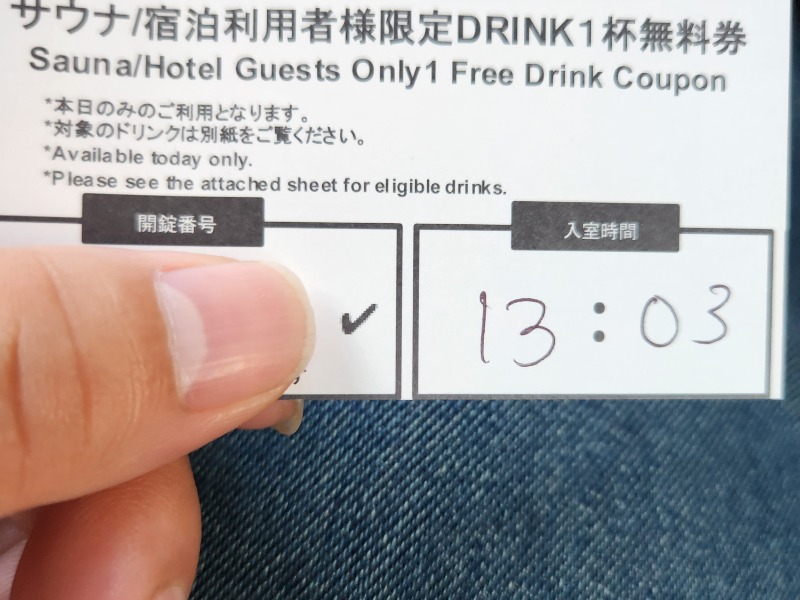 サウナ/宿泊利用者様限定DRINK1杯無料券
Sauna/Hotel Guests Only1 Free Drink Coupon
*本日のみのご利用となります。
*対象のドリンクは別紙をご覧ください。
*Available today only.
*Please see the attached sheet for eligible drinks.
開錠番号
入室時間
✓
13:03